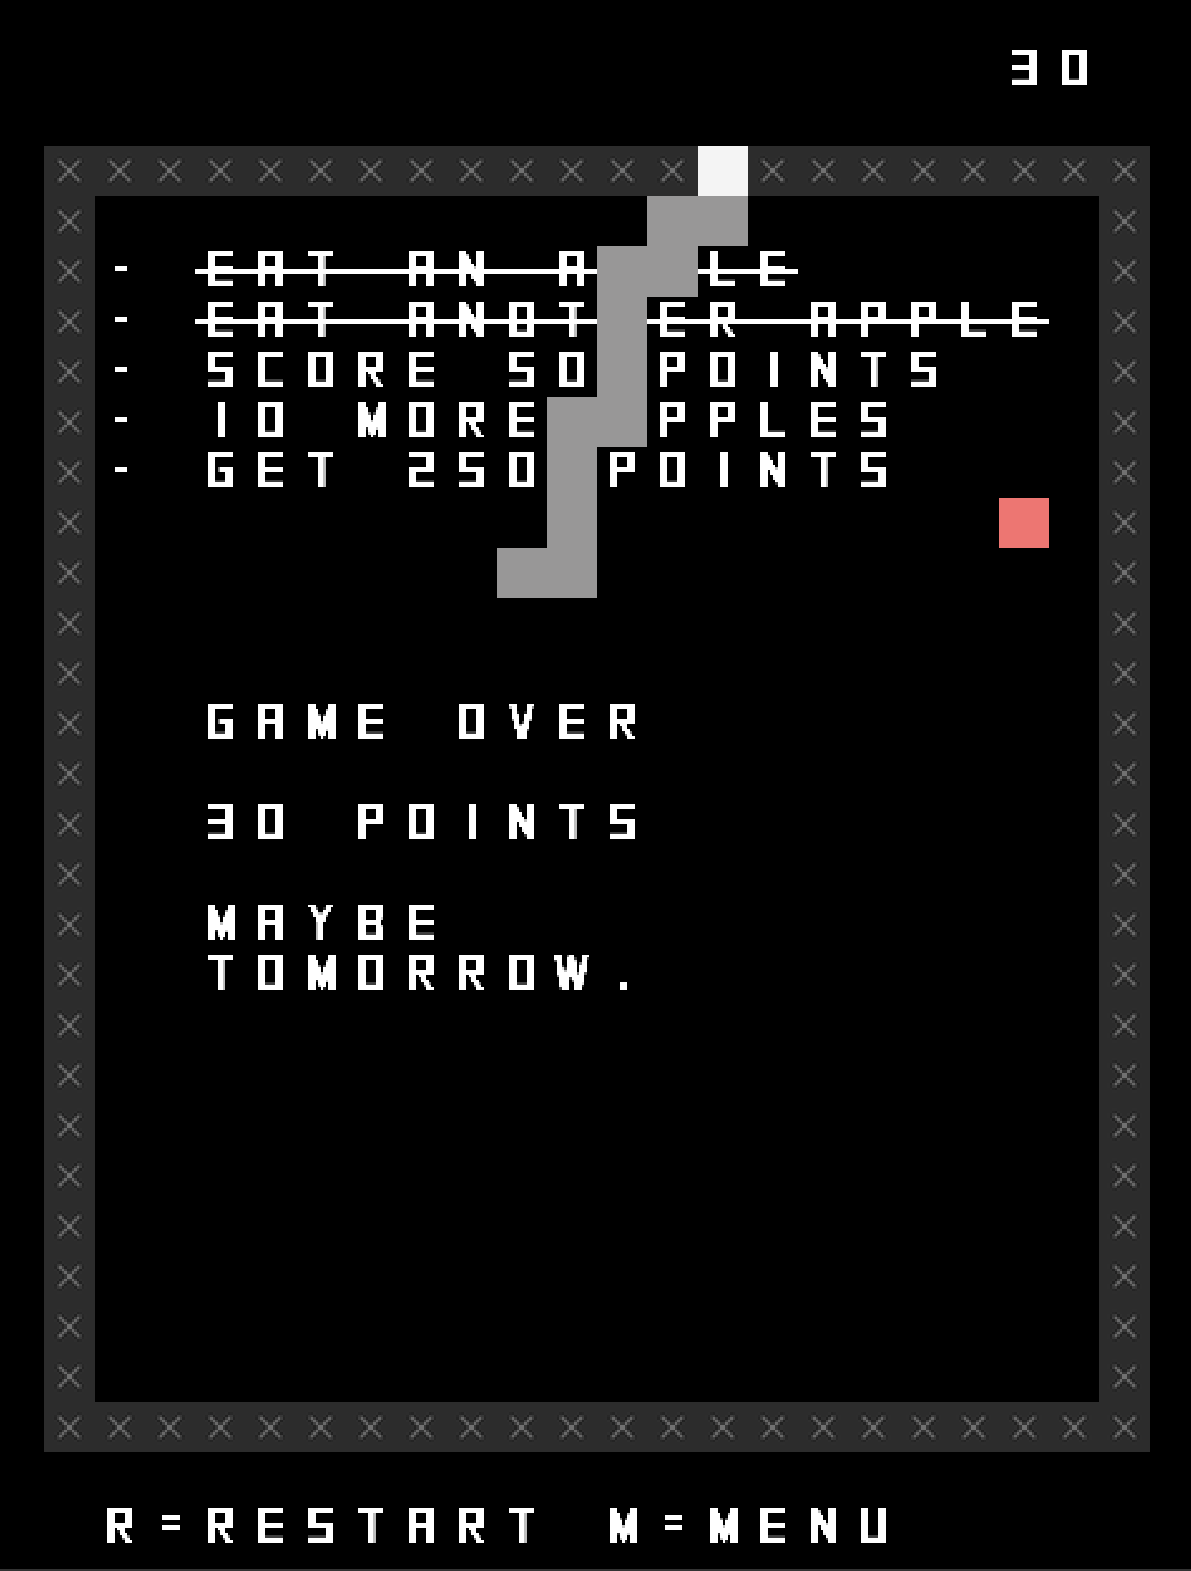 30
- EAT AN A  LE
- EAT ANOT ER APPLE
- SCORE 50 POINTS
- 10 MORE  PPLES
- GET 250 POINTS
GAME OVER
30 POINTS
MAYBE
TOMORROW.
R=RESTART M=MENU